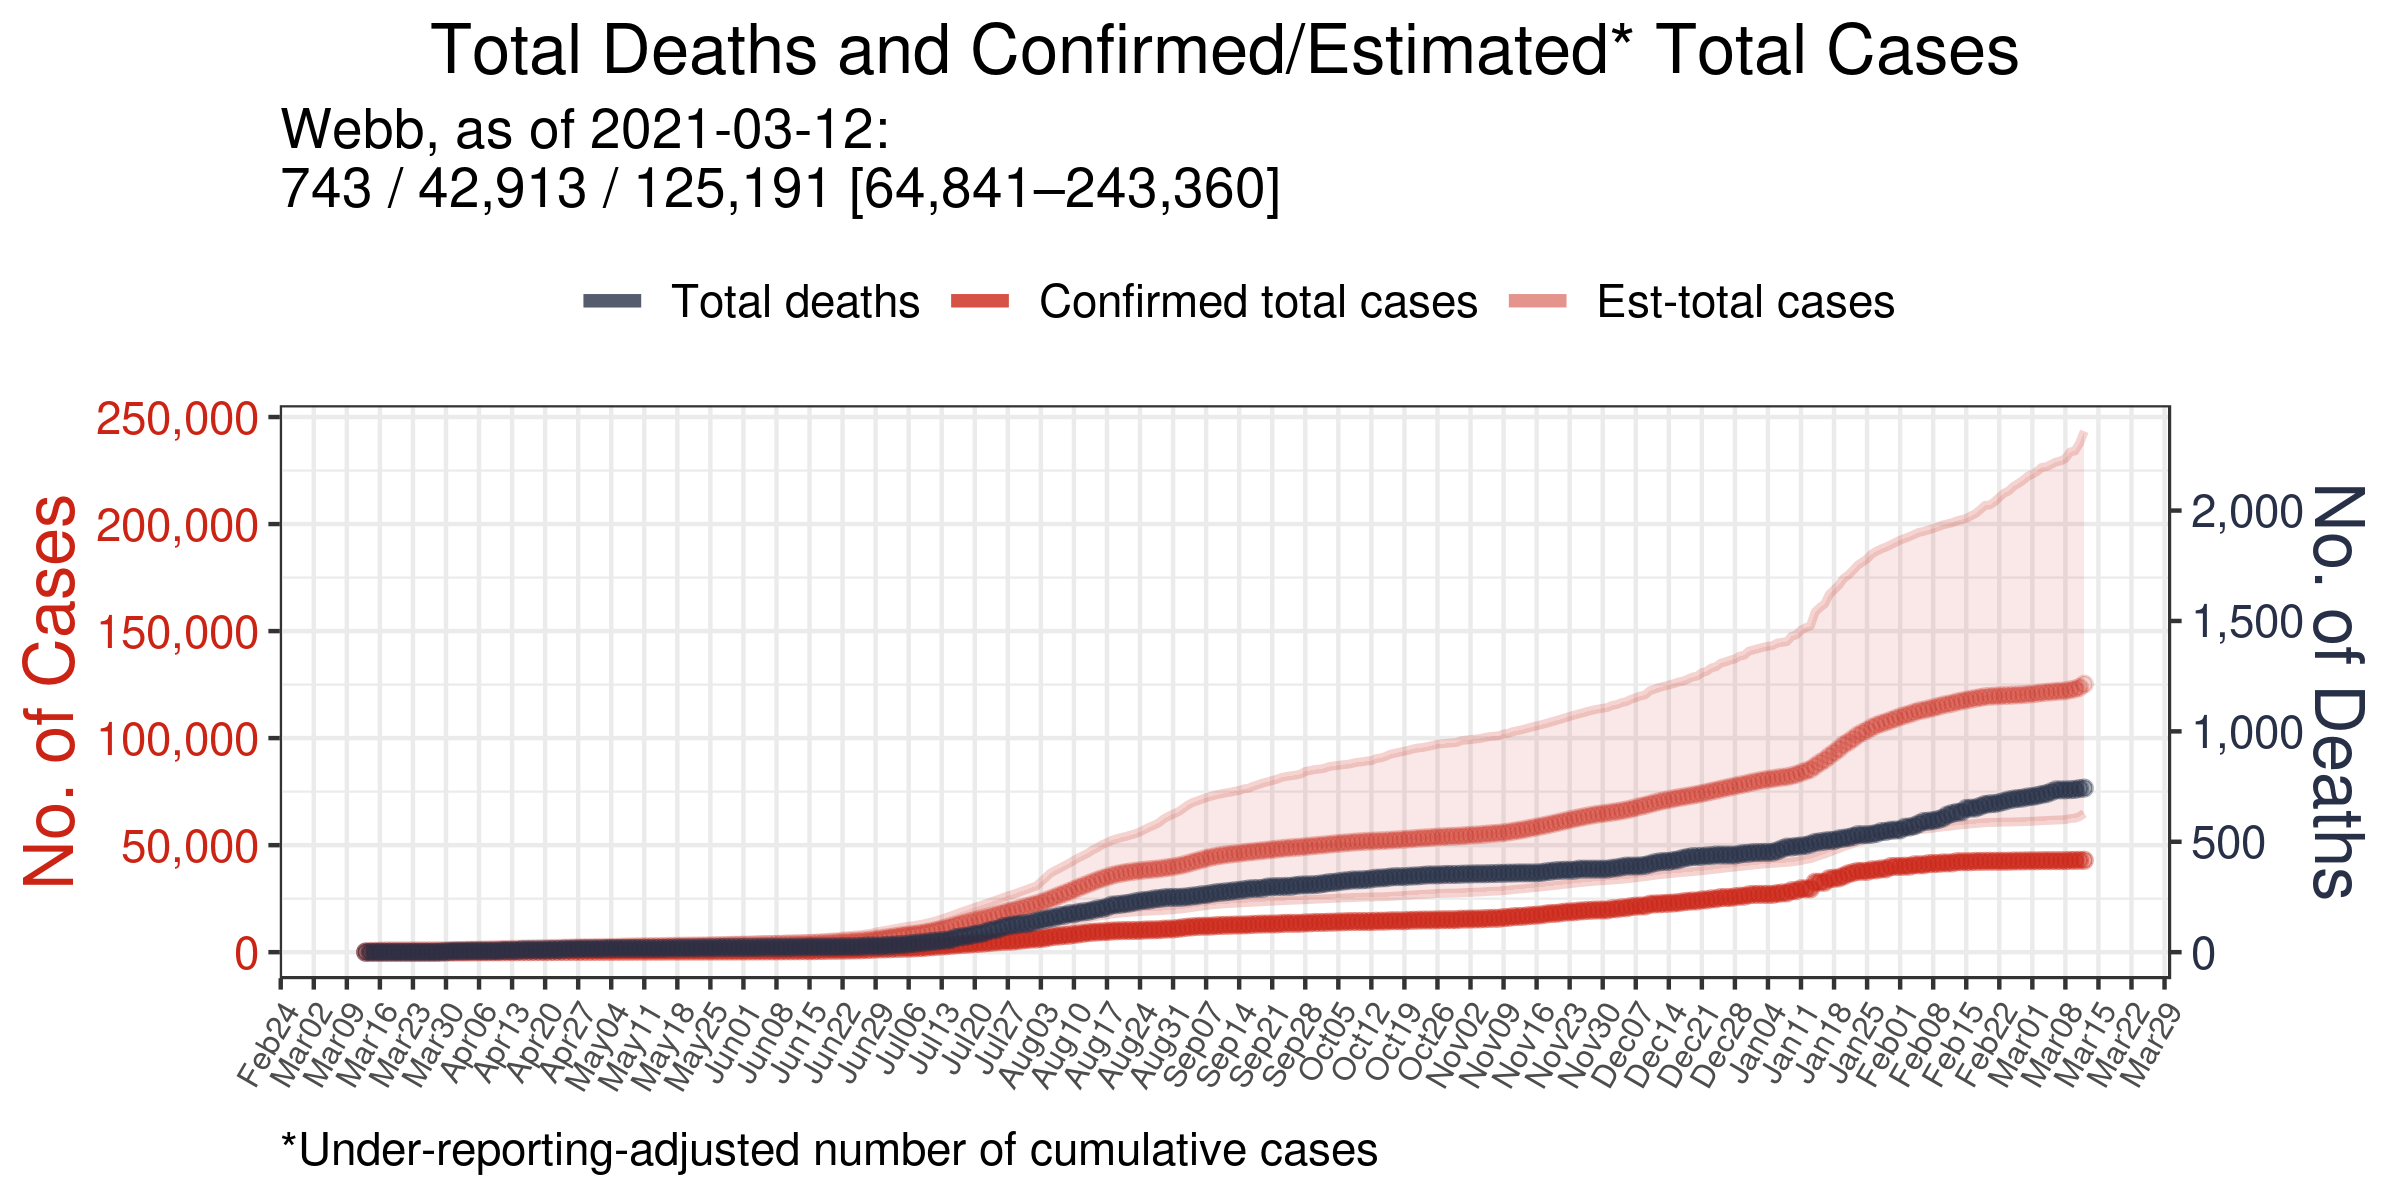 Total Deaths and Confirmed/Estimated* Total Cases
Webb, as of 2021-03-12:
743 / 42,913 / 125,191 [64,841–243,360]
Total deaths Confirmed total cases Est-total cases
No. of Cases
250,000
200,000
150,000
100,000
50,000
0
2,000
1,500
1,000
500
0
No. of Deaths
Feb24 Mar02 Mar09 Mar16 Mar23 Mar30 Apr06 Apr13 Apr20 Apr27 May04 May11 May18 May25 Jun01 Jun08 Jun15 Jun22 Jun29 Jul06 Jul13 Jul20 Jul27 Aug03 Aug10 Aug17 Aug24 Aug31 Sep07 Sep14 Sep21 Sep28 Oct05 Oct12 Oct19 Oct26 Nov02 Nov09 Nov16 Nov23 Nov30 Dec07 Dec14 Dec21 Dec28 Jan04 Jan11 Jan18 Jan25 Feb01 Feb08 Feb15 Feb22 Mar01 Mar08 Mar15 Mar22 Mar29
*Under-reporting-adjusted number of cumulative cases